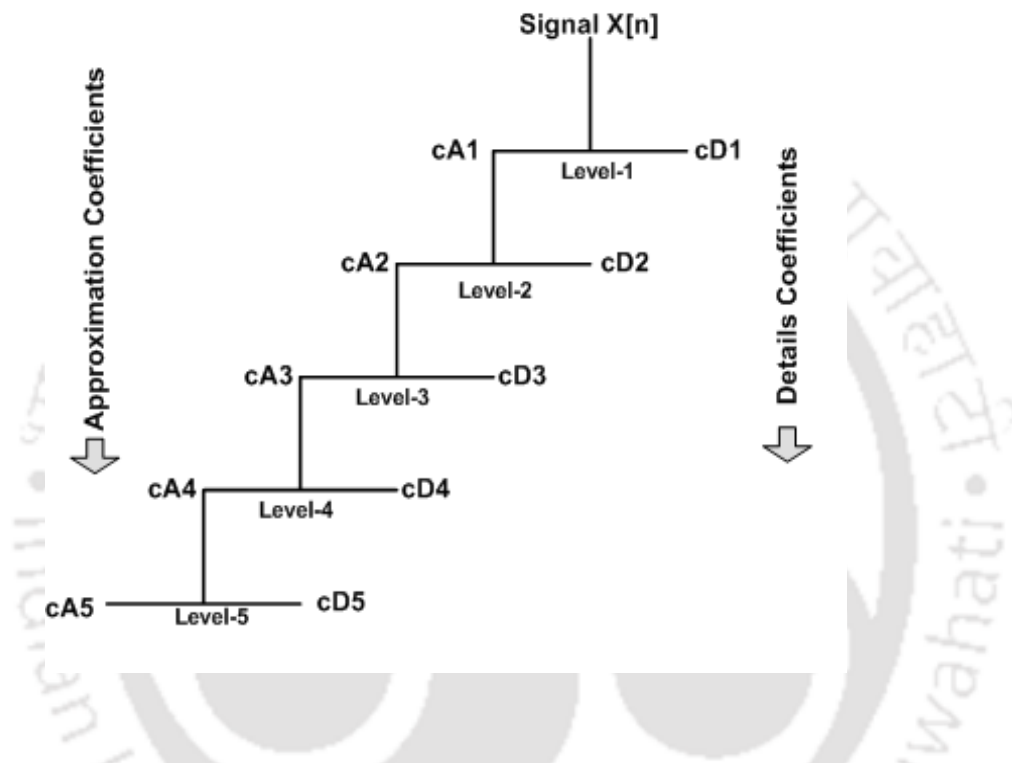 Signal X[n]
Approximation Coefficients
Details Coefficients
cA1
cD1
Level-1
cA2
cD2
Level-2
cA3
cD3
Level-3
cA4
cD4
Level-4
cA5
cD5
Level-5
wahati